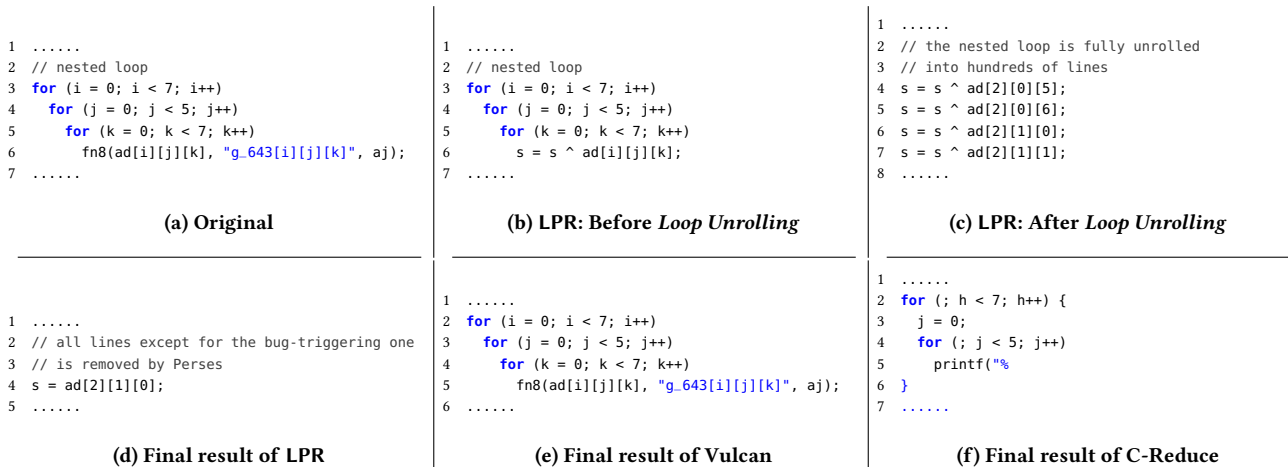 1 ......
2 // nested loop
3 for (i = 0; i < 7; i++)
4 for (j = 0; j < 5; j++)
5 for (k = 0; k < 7; k++)
6 fn8(ad[i][j][k], "g_643[i][j][k]", aj);
7 ......
(a) Original
1 ......
2 // nested loop
3 for (i = 0; i < 7; i++)
4 for (j = 0; j < 5; j++)
5 for (k = 0; k < 7; k++)
6 s = s ^ ad[i][j][k];
7 ......
(b) LPR: Before Loop Unrolling
1 ......
2 // the nested loop is fully unrolled
3 // into hundreds of lines
4 s = s ^ ad[2][0][5];
5 s = s ^ ad[2][0][6];
6 s = s ^ ad[2][1][0];
7 s = s ^ ad[2][1][1];
8 ......
(c) LPR: After Loop Unrolling
1 ......
2 // all lines except for the bug-triggering one
3 // is removed by Perses
4 s = ad[2][1][0];
5 ......
(d) Final result of LPR
1 ......
2 for (i = 0; i < 7; i++)
3 for (j = 0; j < 5; j++)
4 for (k = 0; k < 7; k++)
5 fn8(ad[i][j][k], "g_643[i][j][k]", aj);
6 ......
(e) Final result of Vulcan
1 ......
2 for (; h < 7; h++) {
3 j = 0;
4 for (; j < 5; j++)
5 printf("%
6 }
7 ......
(f) Final result of C-Reduce